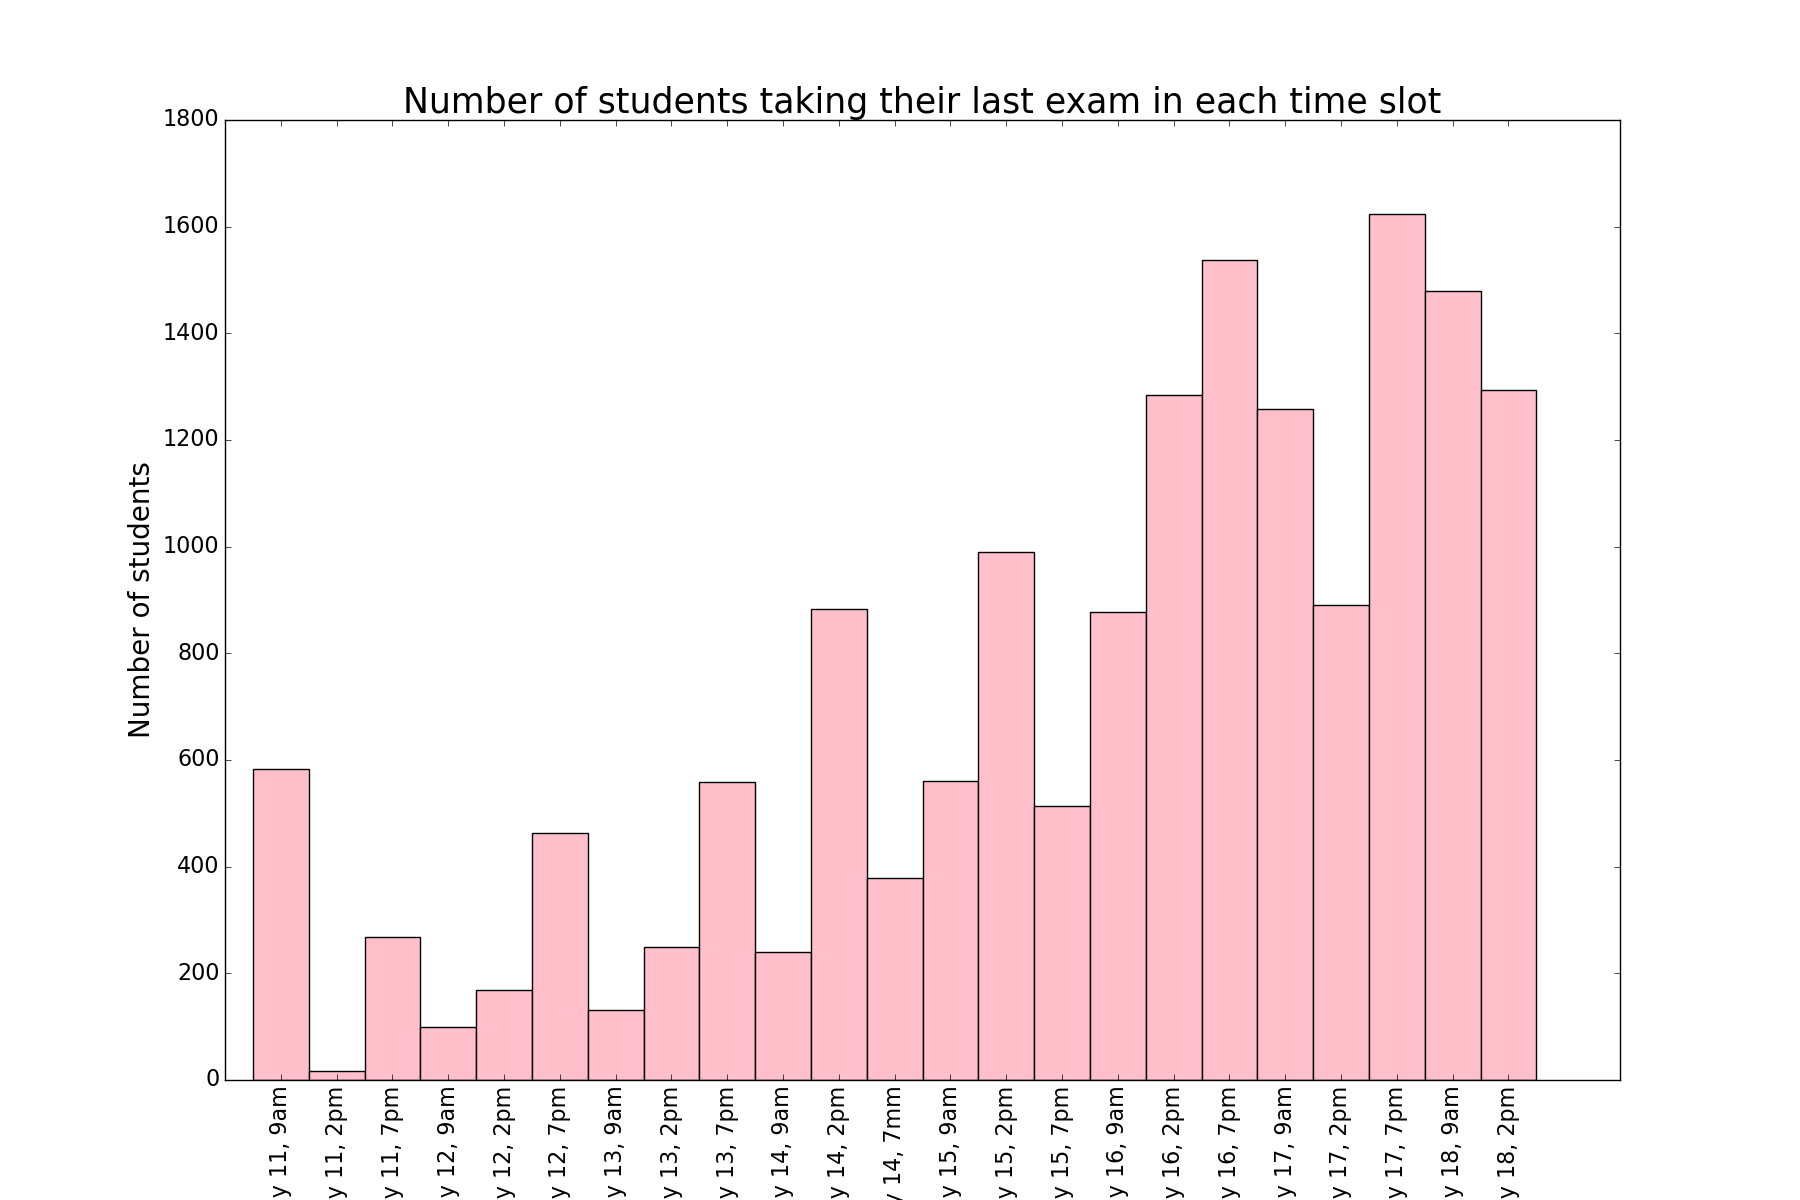 Number of students taking their last exam in each time slot
Number of students
1800
1600
1400
1200
1000
800
600
400
200
0
y 11, 9am
y 11, 2pm
y 11, 7pm
y 12, 9am
y 12, 2pm
y 12, 7pm
y 13, 9am
y 13, 2pm
y 13, 7pm
y 14, 9am
y 14, 2pm
y 14, 7mm
y 15, 9am
y 15, 2pm
y 15, 7pm
y 16, 9am
y 16, 2pm
y 16, 7pm
y 17, 9am
y 17, 2pm
y 17, 7pm
y 18, 9am
y 18, 2pm